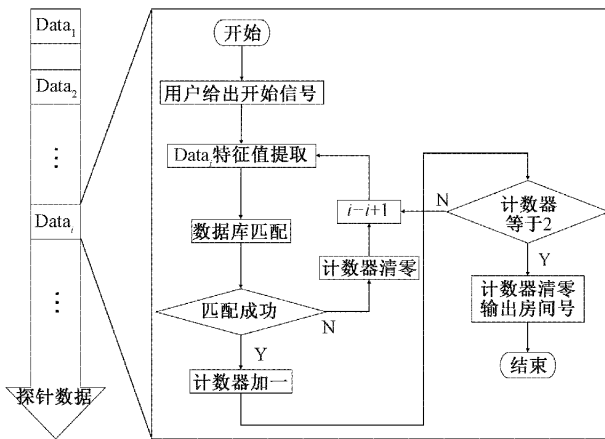 Data1
Data2
⋮
Datai
⋮
探针数据
开始
用户给出开始信号
Datai特征值提取
数据库匹配
匹配成功
N
Y
计数器加一
i-i+1
计数器清零
N
计数器
等于2
Y
计数器清零
输出房间号
结束